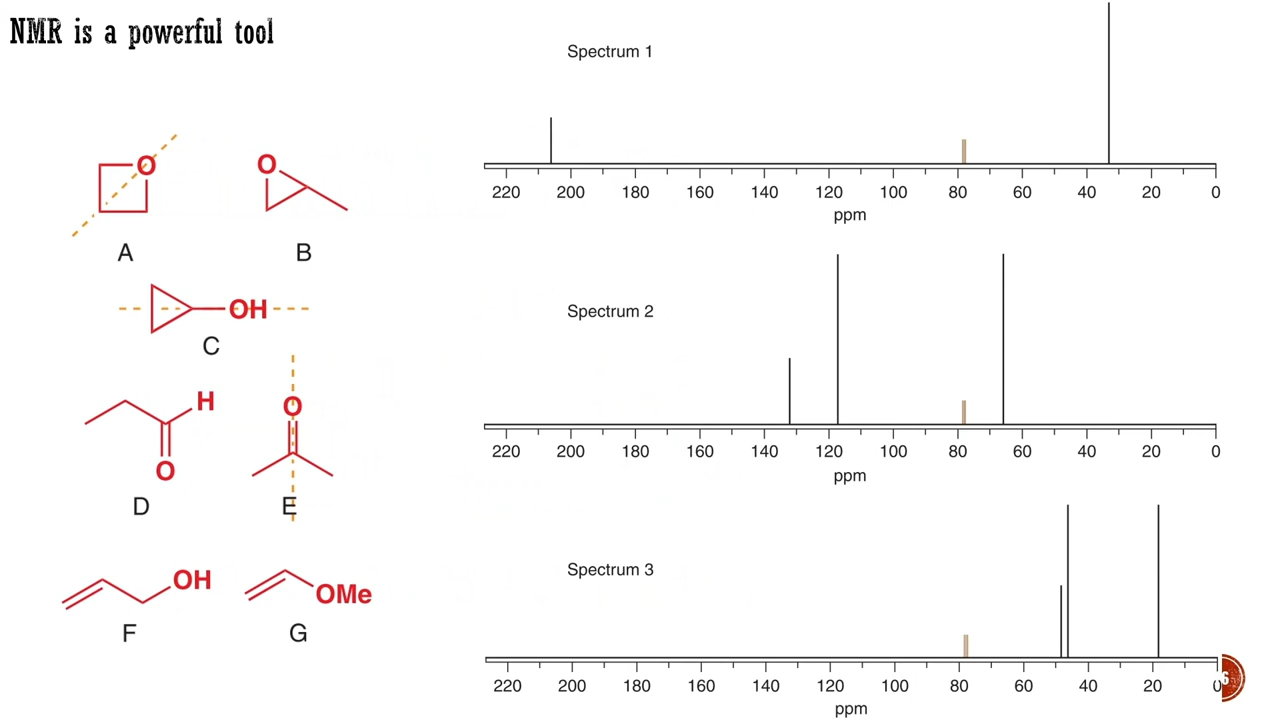 NMR is a powerful tool
O
A
O
B
OH
C
H
O
D
O
E
OH
F
OMe
G
Spectrum 1
220 200 180 160 140 120 100 80 60 40 20 0
ppm
Spectrum 2
220 200 180 160 140 120 100 80 60 40 20 0
ppm
Spectrum 3
220 200 180 160 140 120 100 80 60 40 20 0
ppm
6